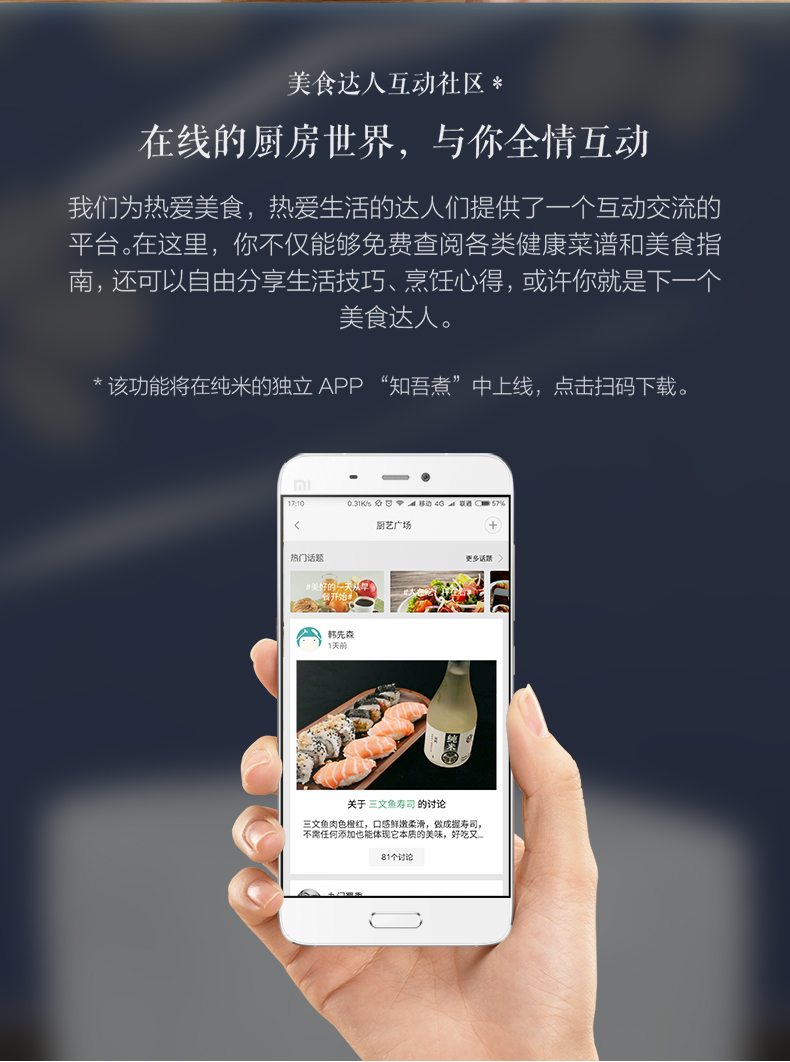 美食达人互动社区 *
在线的厨房世界，与你全情互动
我们为热爱美食，热爱生活的达人们提供了一个互动交流的
平台。在这里，你不仅能够免费查阅各类健康菜谱和美食指
南，还可以自由分享生活技巧、烹饪心得，或许你就是下一个
美食达人。
* 该功能将在纯米的独立 APP “知吾煮”中上线，点击扫码下载。
MI
17:10 0.31K/s 移动 4G 联通 57%
厨艺广场
热门话题 更多话题
#美好的一天从早
餐开始#
韩先森
1天前
纯米
关于 三文鱼寿司 的讨论
三文鱼肉色橙红，口感鲜嫩柔滑，做成握寿司，
不需任何添加也能体现它本质的美味，好吃又...
81个讨论